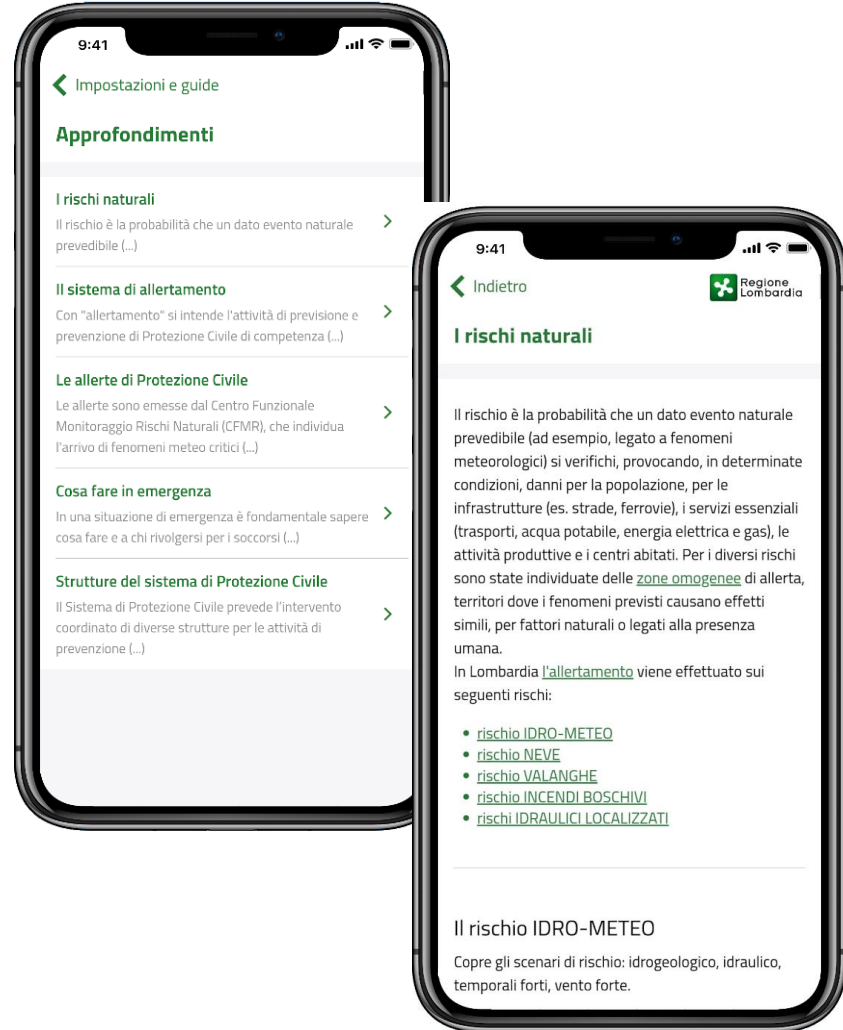 9:41
Impostazioni e guide
Approfondimenti
I rischi naturali
Il rischio è la probabilità che un dato evento naturale
prevedibile (...)
Il sistema di allertamento
Con "allertamento" si intende l'attività di previsione e
prevenzione di Protezione Civile di competenza (...)
Le allerte di Protezione Civile
Le allerte sono emesse dal Centro Funzionale
Monitoraggio Rischi Naturali (CFMR), che individua
l'arrivo di fenomeni meteo critici (...)
Cosa fare in emergenza
In una situazione di emergenza è fondamentale sapere
cosa fare e a chi rivolgersi per i soccorsi (...)
Strutture del sistema di Protezione Civile
Il Sistema di Protezione Civile prevede l'intervento
coordinato di diverse strutture per le attività di
prevenzione (...)
9:41
Indietro
Regione
Lombardia
I rischi naturali
Il rischio è la probabilità che un dato evento naturale
prevedibile (ad esempio, legato a fenomeni
meteorologici) si verifichi, provocando, in determinate
condizioni, danni per la popolazione, per le
infrastrutture (es. strade, ferrovie), i servizi essenziali
(trasporti, acqua potabile, energia elettrica e gas), le
attività produttive e i centri abitati. Per i diversi rischi
sono state individuate delle zone omogenee di allerta,
territori dove i fenomeni previsti causano effetti
simili, per fattori naturali o legati alla presenza
umana.
In Lombardia l'allertamento viene effettuato sui
seguenti rischi:
• rischio IDRO-METEO
• rischio NEVE
• rischio VALANGHE
• rischio INCENDI BOSCHIVI
• rischi IDRAULICI LOCALIZZATI
Il rischio IDRO-METEO
Copre gli scenari di rischio: idrogeologico, idraulico,
temporali forti, vento forte.